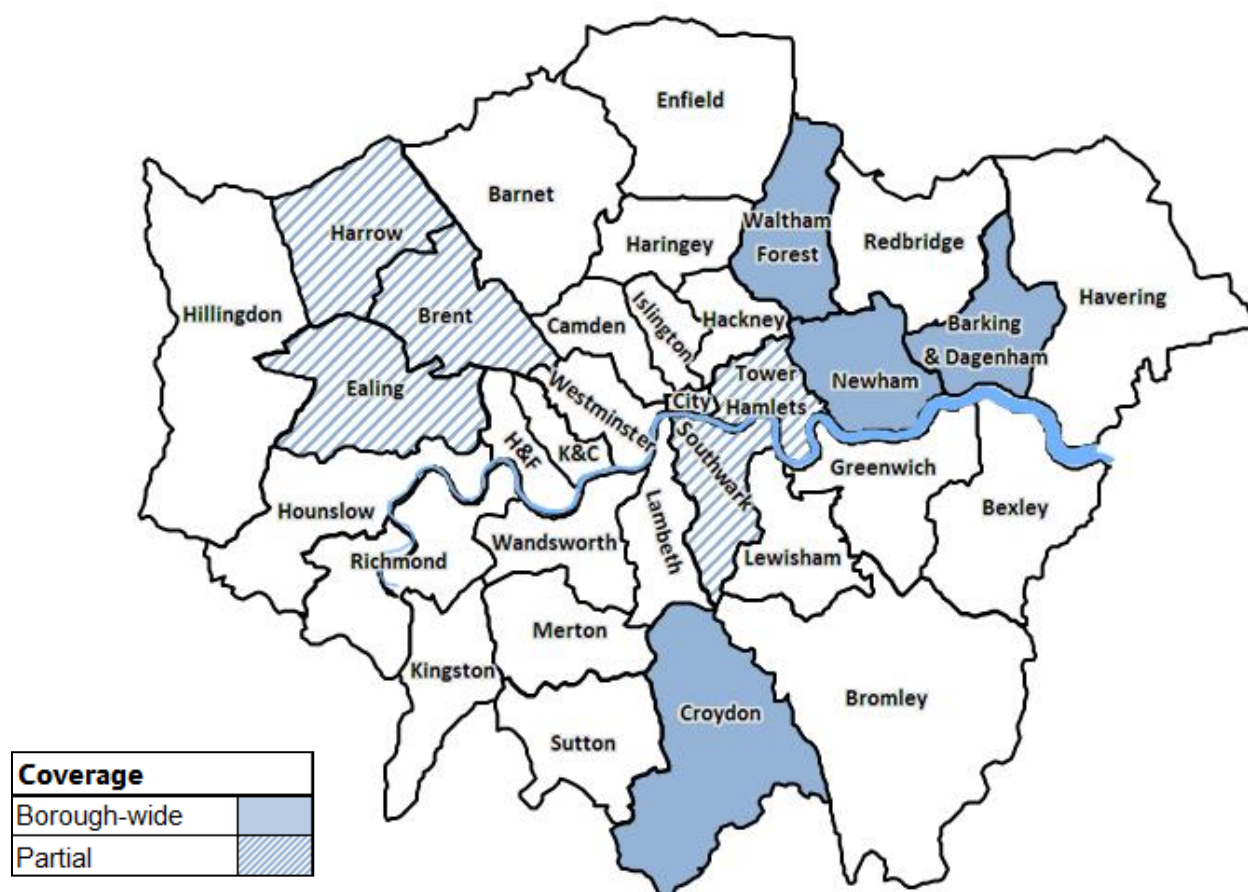 Enfield
Barnet
Harrow
Haringey
Waltham
Forest
Redbridge
Havering
Hillingdon
Brent
Camden
Islington
Hackney
Barking
& Dagenham
Ealing
Westminster
City
Tower
Hamlets
Newham
H&F
K&C
Southwark
Greenwich
Hounslow
Bexley
Richmond
Wandsworth
Lambeth
Lewisham
Merton
Kingston
Bromley
Croydon
Sutton
Coverage
Borough-wide
Partial